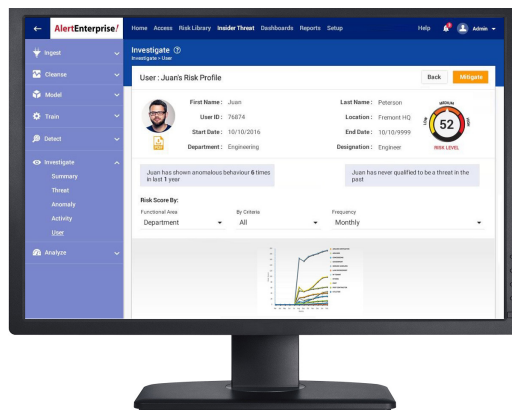 AlertEnterprise!
Home Access Risk Library Insider Threat Dashboards Reports Setup Help Admin
Ingest
Cleanse
Model
Train
Detect
Investigate
Summary
Threat
Anomaly
Activity
User
Analyze
Investigate ?
Investigate > User
User : Juan's Risk Profile
Back
Mitigate
First Name : Juan
Last Name : Peterson
User ID : 76874
Location : Fremont HQ
Start Date : 10/10/2016
End Date : 10/10/9999
Department : Engineering
Designation : Engineer
LOW
MEDIUM
HIGH
52
RISK LEVEL
Juan has shown anomalous behaviour 6 times
in last 1 year
Juan has never qualified to be a threat in the
past
Risk Score By:
Functional Area
Department
By Criteria
All
Frequency
Monthly